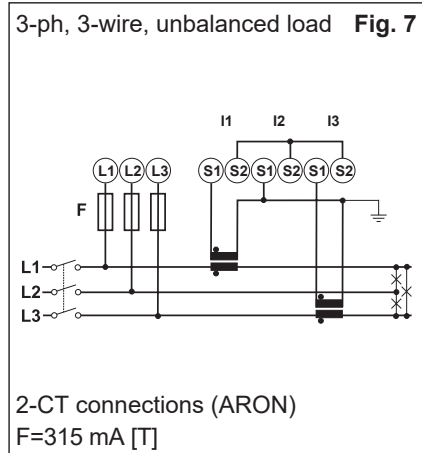 3-ph, 3-wire, unbalanced load Fig. 7
I1 I2 I3
L1 L2 L3 S1 S2 S1 S2 S1 S2
F
L1
L2
L3
2-CT connections (ARON)
F=315 mA [T]